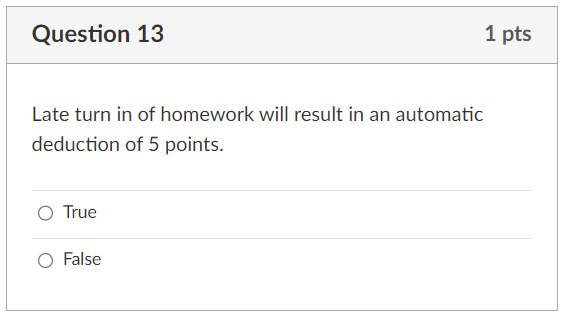 Question 13
1 pts
Late turn in of homework will result in an automatic
deduction of 5 points.
True
False